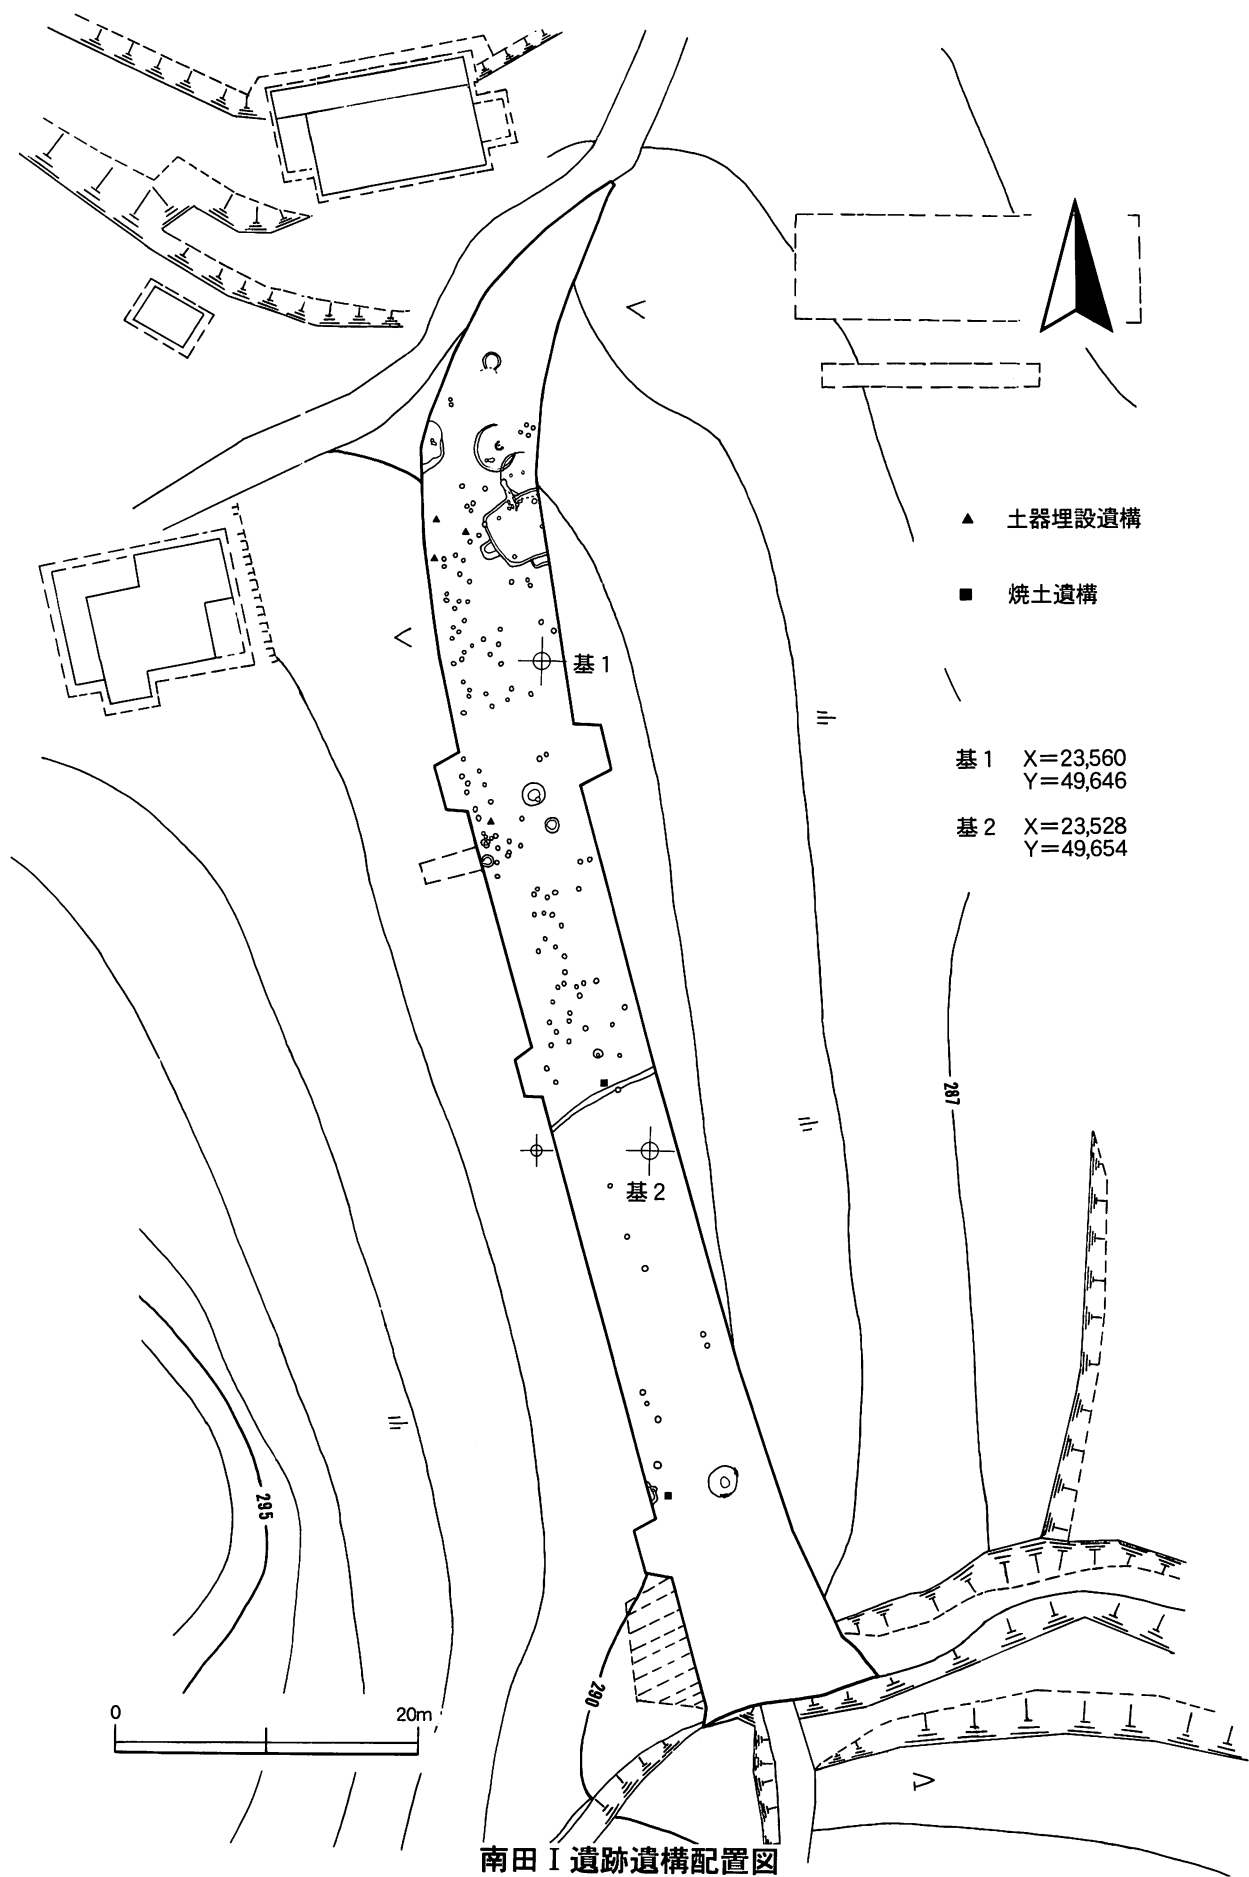 土器埋設遺構
焼土遺構
基1
基1 X=23,560
Y=49,646
基2 X=23,528
Y=49,654
287
基2
295
290
0 20m
南田I遺跡遺構配置図